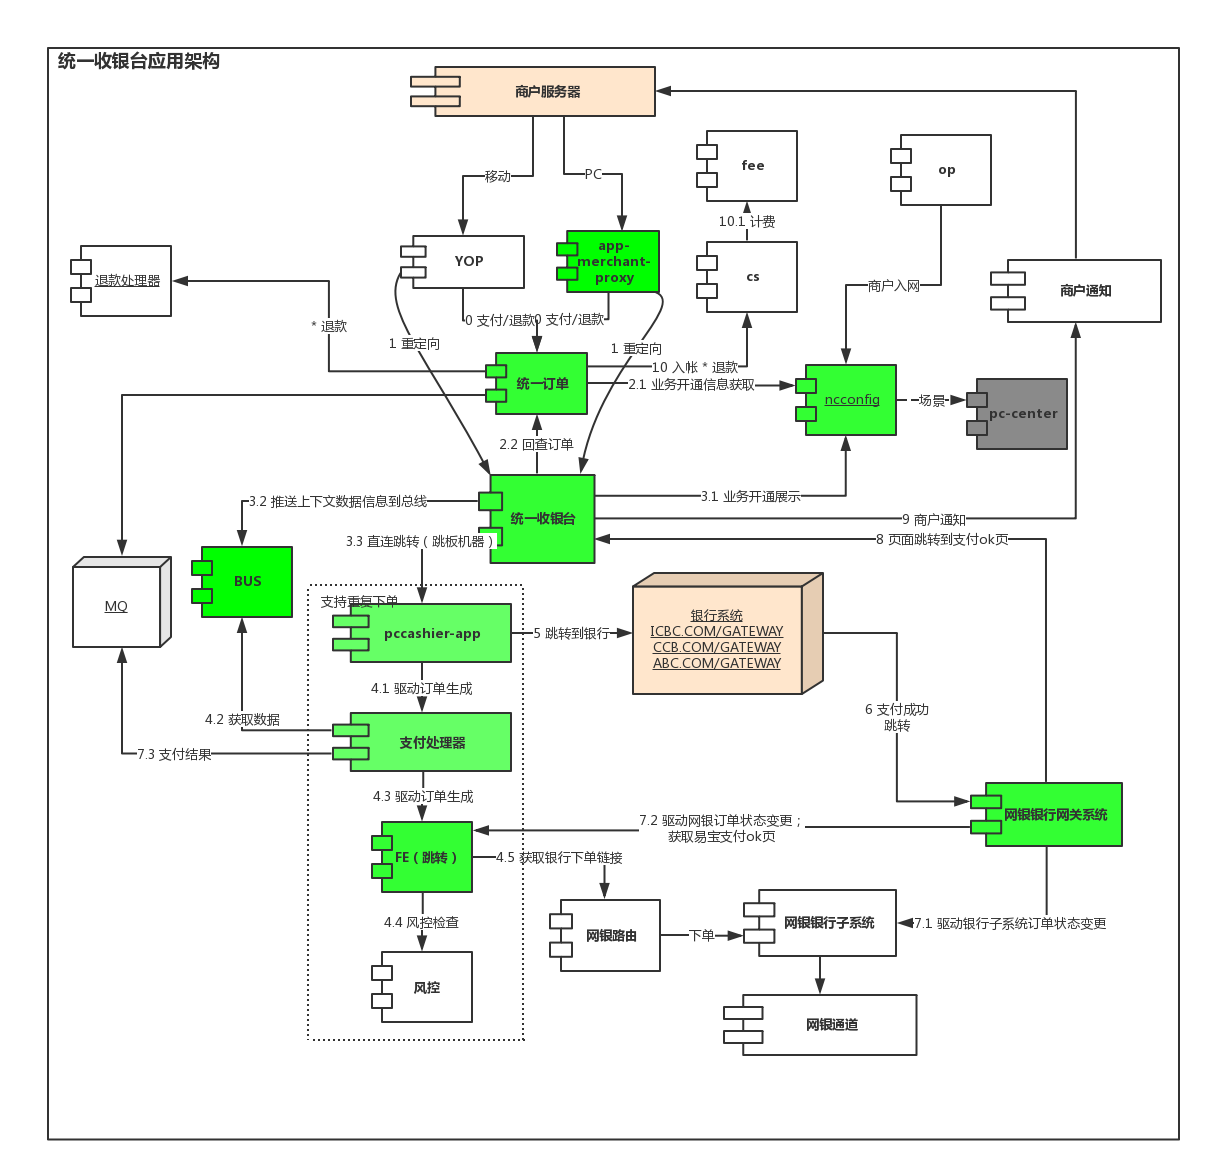 统一收银台应用架构
商户服务器
移动
PC
fee
op
10.1 计费
YOP
app-
merchant-
proxy
cs
退款处理器
商户入网
商户通知
* 退款
0 支付/退款
0 支付/退款
1 重定向
1 重定向
10 入帐 * 退款
统一订单
2.1 业务开通信息获取
ncconfig
场景
pc-center
2.2 回查订单
3.2 推送上下文数据信息到总线
3.1 业务开通展示
统一收银台
9 商户通知
3.3 直连跳转（跳板机器）
8 页面跳转到支付ok页
BUS
MQ
支持重复下单
pccashier-app
5 跳转到银行
银行系统
ICBC.COM/GATEWAY
CCB.COM/GATEWAY
ABC.COM/GATEWAY
4.1 驱动订单生成
6 支付成功
跳转
4.2 获取数据
支付处理器
7.3 支付结果
4.3 驱动订单生成
7.2 驱动网银订单状态变更；
获取易宝支付ok页
网银银行网关系统
FE（跳转）
4.5 获取银行下单链接
4.4 风控检查
网银路由
下单
网银银行子系统
7.1 驱动银行子系统订单状态变更
风控
网银通道